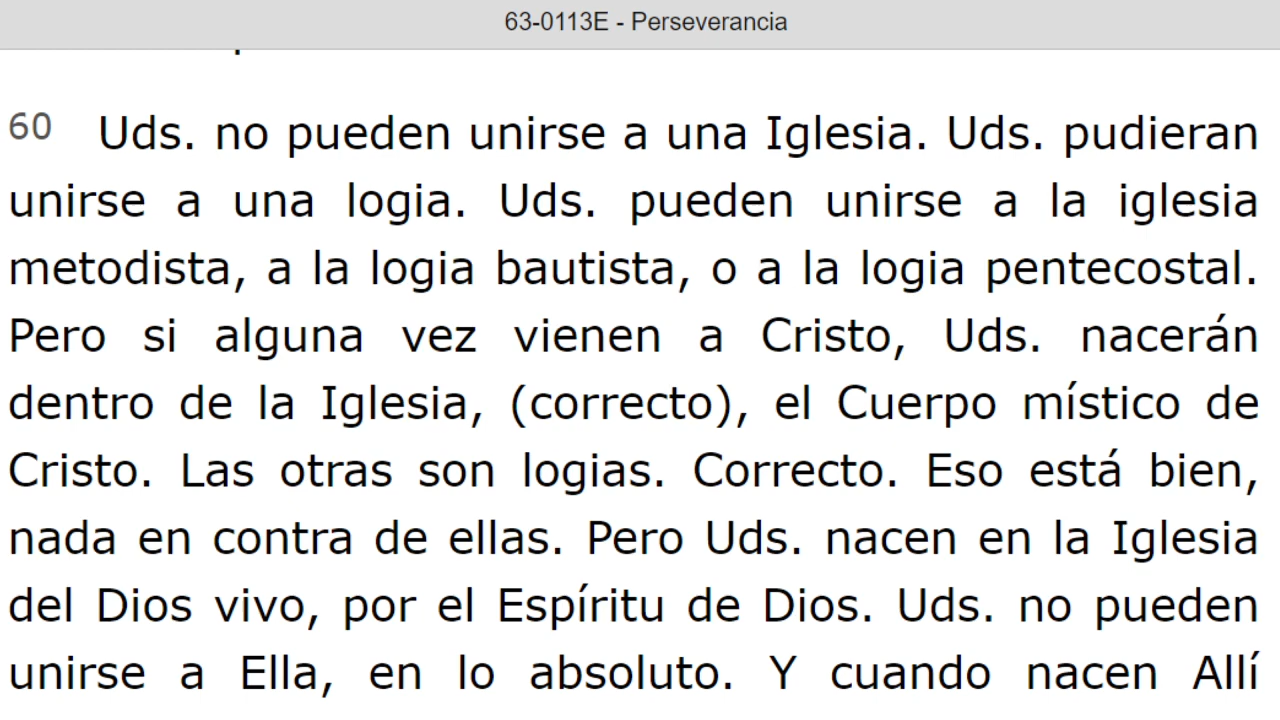 63-0113E - Perseverancia
60 Uds. no pueden unirse a una Iglesia. Uds. pudieran
unirse a una logia. Uds. pueden unirse a la iglesia
metodista, a la logia bautista, o a la logia pentecostal.
Pero si alguna vez vienen a Cristo, Uds. nacerán
dentro de la Iglesia, (correcto), el Cuerpo místico de
Cristo. Las otras son logias. Correcto. Eso está bien,
nada en contra de ellas. Pero Uds. nacen en la Iglesia
del Dios vivo, por el Espíritu de Dios. Uds. no pueden
unirse a Ella, en lo absoluto. Y cuando nacen Allí